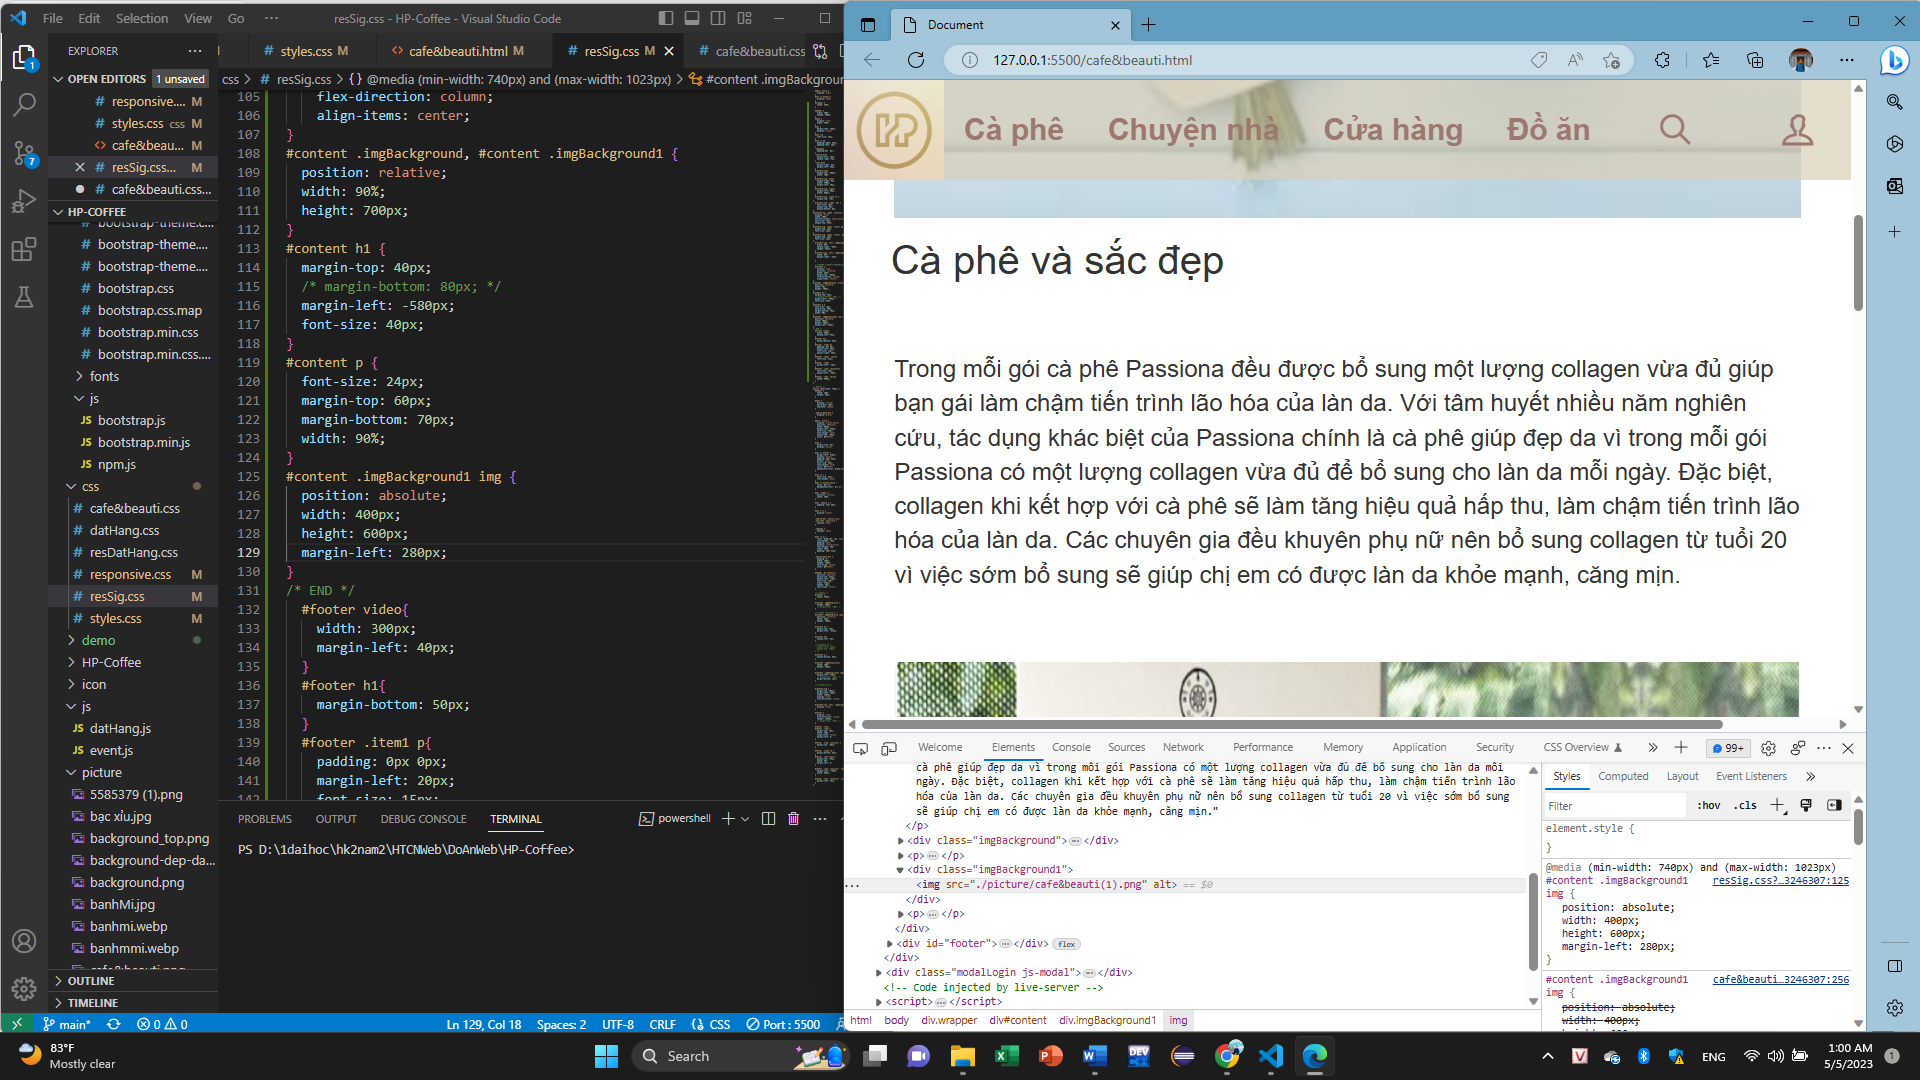 File Edit Selection View Go ··· resSig.css - HP-Coffee - Visual Studio Code
EXPLORER
OPEN EDITORS 1 unsaved
responsive.... M
styles.css css M
cafe&beau... M
resSig.css... M
cafe&beauti.css...
HP-COFFEE
bootstrap-theme.c...
bootstrap-theme....
bootstrap-theme....
bootstrap.css
bootstrap.css.map
bootstrap.min.css
bootstrap.min.css....
fonts
js
JS bootstrap.js
JS bootstrap.min.js
JS npm.js
css
# cafe&beauti.css
# datHang.css
# resDatHang.css
# responsive.css M
# resSig.css M
# styles.css M
demo
HP-Coffee
icon
js
JS datHang.js
JS event.js
picture
5585379 (1).png
bạc xỉu.jpg
background_top.png
background-dep-da...
background.png
banhMi.jpg
banhmi.webp
banhmmi.webp
cafe&beauti.png
OUTLINE
TIMELINE
# styles.css M <> cafe&beauti.html M # resSig.css M # cafe&beauti.css
css > # resSig.css > {} @media (min-width: 740px) and (max-width: 1023px) > #content .imgBackgroun
105 flex-direction: column;
106 align-items: center;
107 }
108 #content .imgBackground, #content .imgBackground1 {
109 position: relative;
110 width: 90%;
111 height: 700px;
112 }
113 #content h1 {
114 margin-top: 40px;
115 /* margin-bottom: 80px; */
116 margin-left: -580px;
117 font-size: 40px;
118 }
119 #content p {
120 font-size: 24px;
121 margin-top: 60px;
122 margin-bottom: 70px;
123 width: 90%;
124 }
125 #content .imgBackground1 img {
126 position: absolute;
127 width: 400px;
128 height: 600px;
129 margin-left: 280px;
130 }
131 /* END */
132 #footer video{
133 width: 300px;
134 margin-left: 40px;
135 }
136 #footer h1{
137 margin-bottom: 50px;
138 }
139 #footer .item1 p{
140 padding: 0px 0px;
141 margin-left: 20px;
142 font-size: 15px;
PROBLEMS OUTPUT DEBUG CONSOLE TERMINAL powershell
PS D:\1daihoc\hk2nam2\HTCNWeb\DoAnWeb\HP-Coffee>
main* 0 0 Ln 129, Col 18 Spaces: 2 UTF-8 CRLF {} CSS Port : 5500
Document
127.0.0.1:5500/cafe&beauti.html
HP Cà phê Chuyện nhà Cửa hàng Đồ ăn
Cà phê và sắc đẹp
Trong mỗi gói cà phê Passiona đều được bổ sung một lượng collagen vừa đủ giúp
bạn gái làm chậm tiến trình lão hóa của làn da. Với tâm huyết nhiều năm nghiên
cứu, tác dụng khác biệt của Passiona chính là cà phê giúp đẹp da vì trong mỗi gói
Passiona có một lượng collagen vừa đủ để bổ sung cho làn da mỗi ngày. Đặc biệt,
collagen khi kết hợp với cà phê sẽ làm tăng hiệu quả hấp thu, làm chậm tiến trình lão
hóa của làn da. Các chuyên gia đều khuyên phụ nữ nên bổ sung collagen từ tuổi 20
vì việc sớm bổ sung sẽ giúp chị em có được làn da khỏe mạnh, căng mịn.
Welcome Elements Console Sources Network Performance Memory Application Security CSS Overview 99+
cà phê giúp đẹp da vì trong mỗi gói Passiona có một lượng collagen vừa đủ để bổ sung cho làn da mỗi
ngày. Đặc biệt, collagen khi kết hợp với cà phê sẽ làm tăng hiệu quả hấp thu, làm chậm tiến trình lão
hóa của làn da. Các chuyên gia đều khuyên phụ nữ nên bổ sung collagen từ tuổi 20 vì việc sớm bổ sung
sẽ giúp chị em có được làn da khỏe mạnh, căng mịn."
</p>
<div class="imgBackground">···</div>
<p>···</p>
<div class="imgBackground1">
··· <img src="./picture/cafe&beauti(1).png" alt> == $0
</div>
<p>···</p>
</div>
<div id="footer">···</div> flex
</div>
<div class="modalLogin js-modal">···</div>
<!-- Code injected by live-server -->
<script>···</script>
html body div.wrapper div#content div.imgBackground1 img
Styles Computed Layout Event Listeners
Filter :hov .cls
element.style {
}
@media (min-width: 740px) and (max-width: 1023px)
#content .imgBackground1 resSig.css?…3246307:125
img {
position: absolute;
width: 400px;
height: 600px;
margin-left: 280px;
}
#content .imgBackground1 cafe&beauti…3246307:256
img {
position: absolute;
width: 400px;
83°F
Mostly clear
Search
DEV
ENG
1:00 AM
5/5/2023
1